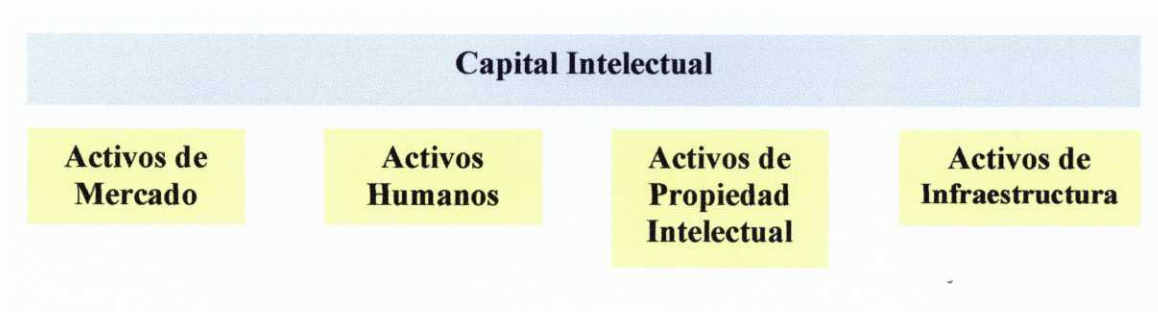 Capital Intelectual
Activos de
Mercado
Activos
Humanos
Activos de
Propiedad
Intelectual
Activos de
Infraestructura